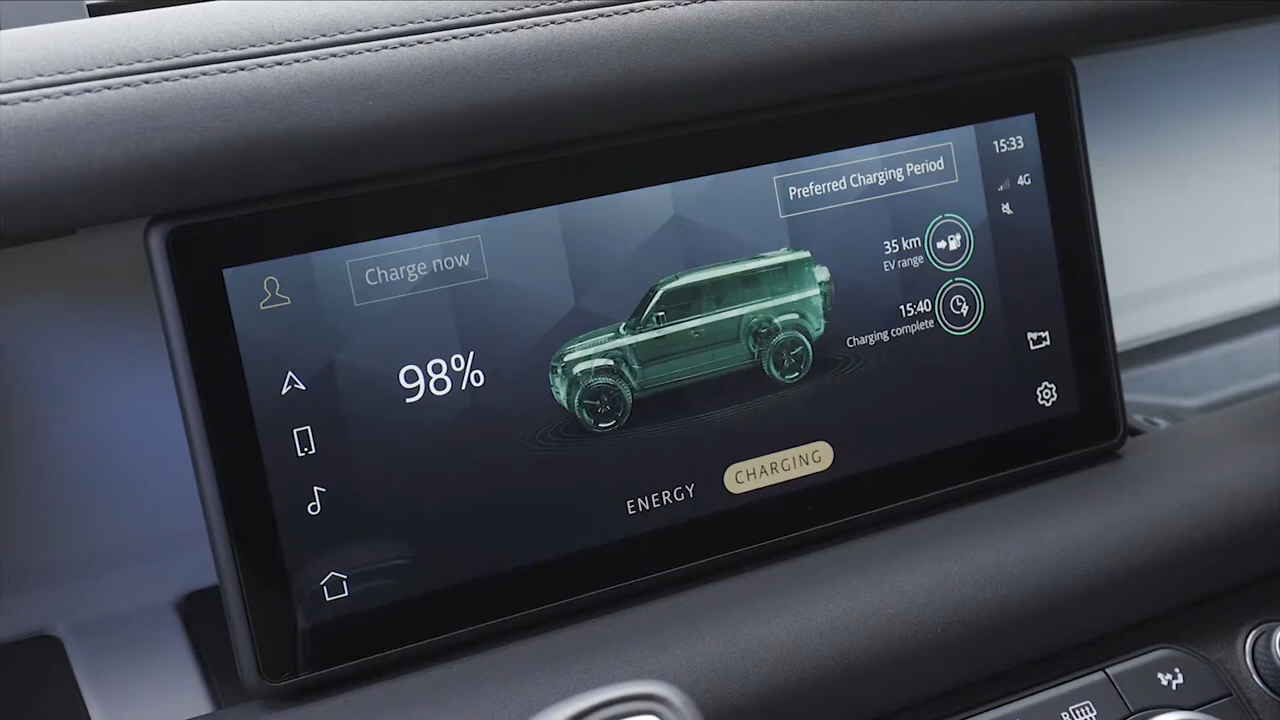 15:33
4G
Preferred Charging Period
Charge now
35 km
EV range
15:40
Charging complete
98%
ENERGY
CHARGING
R